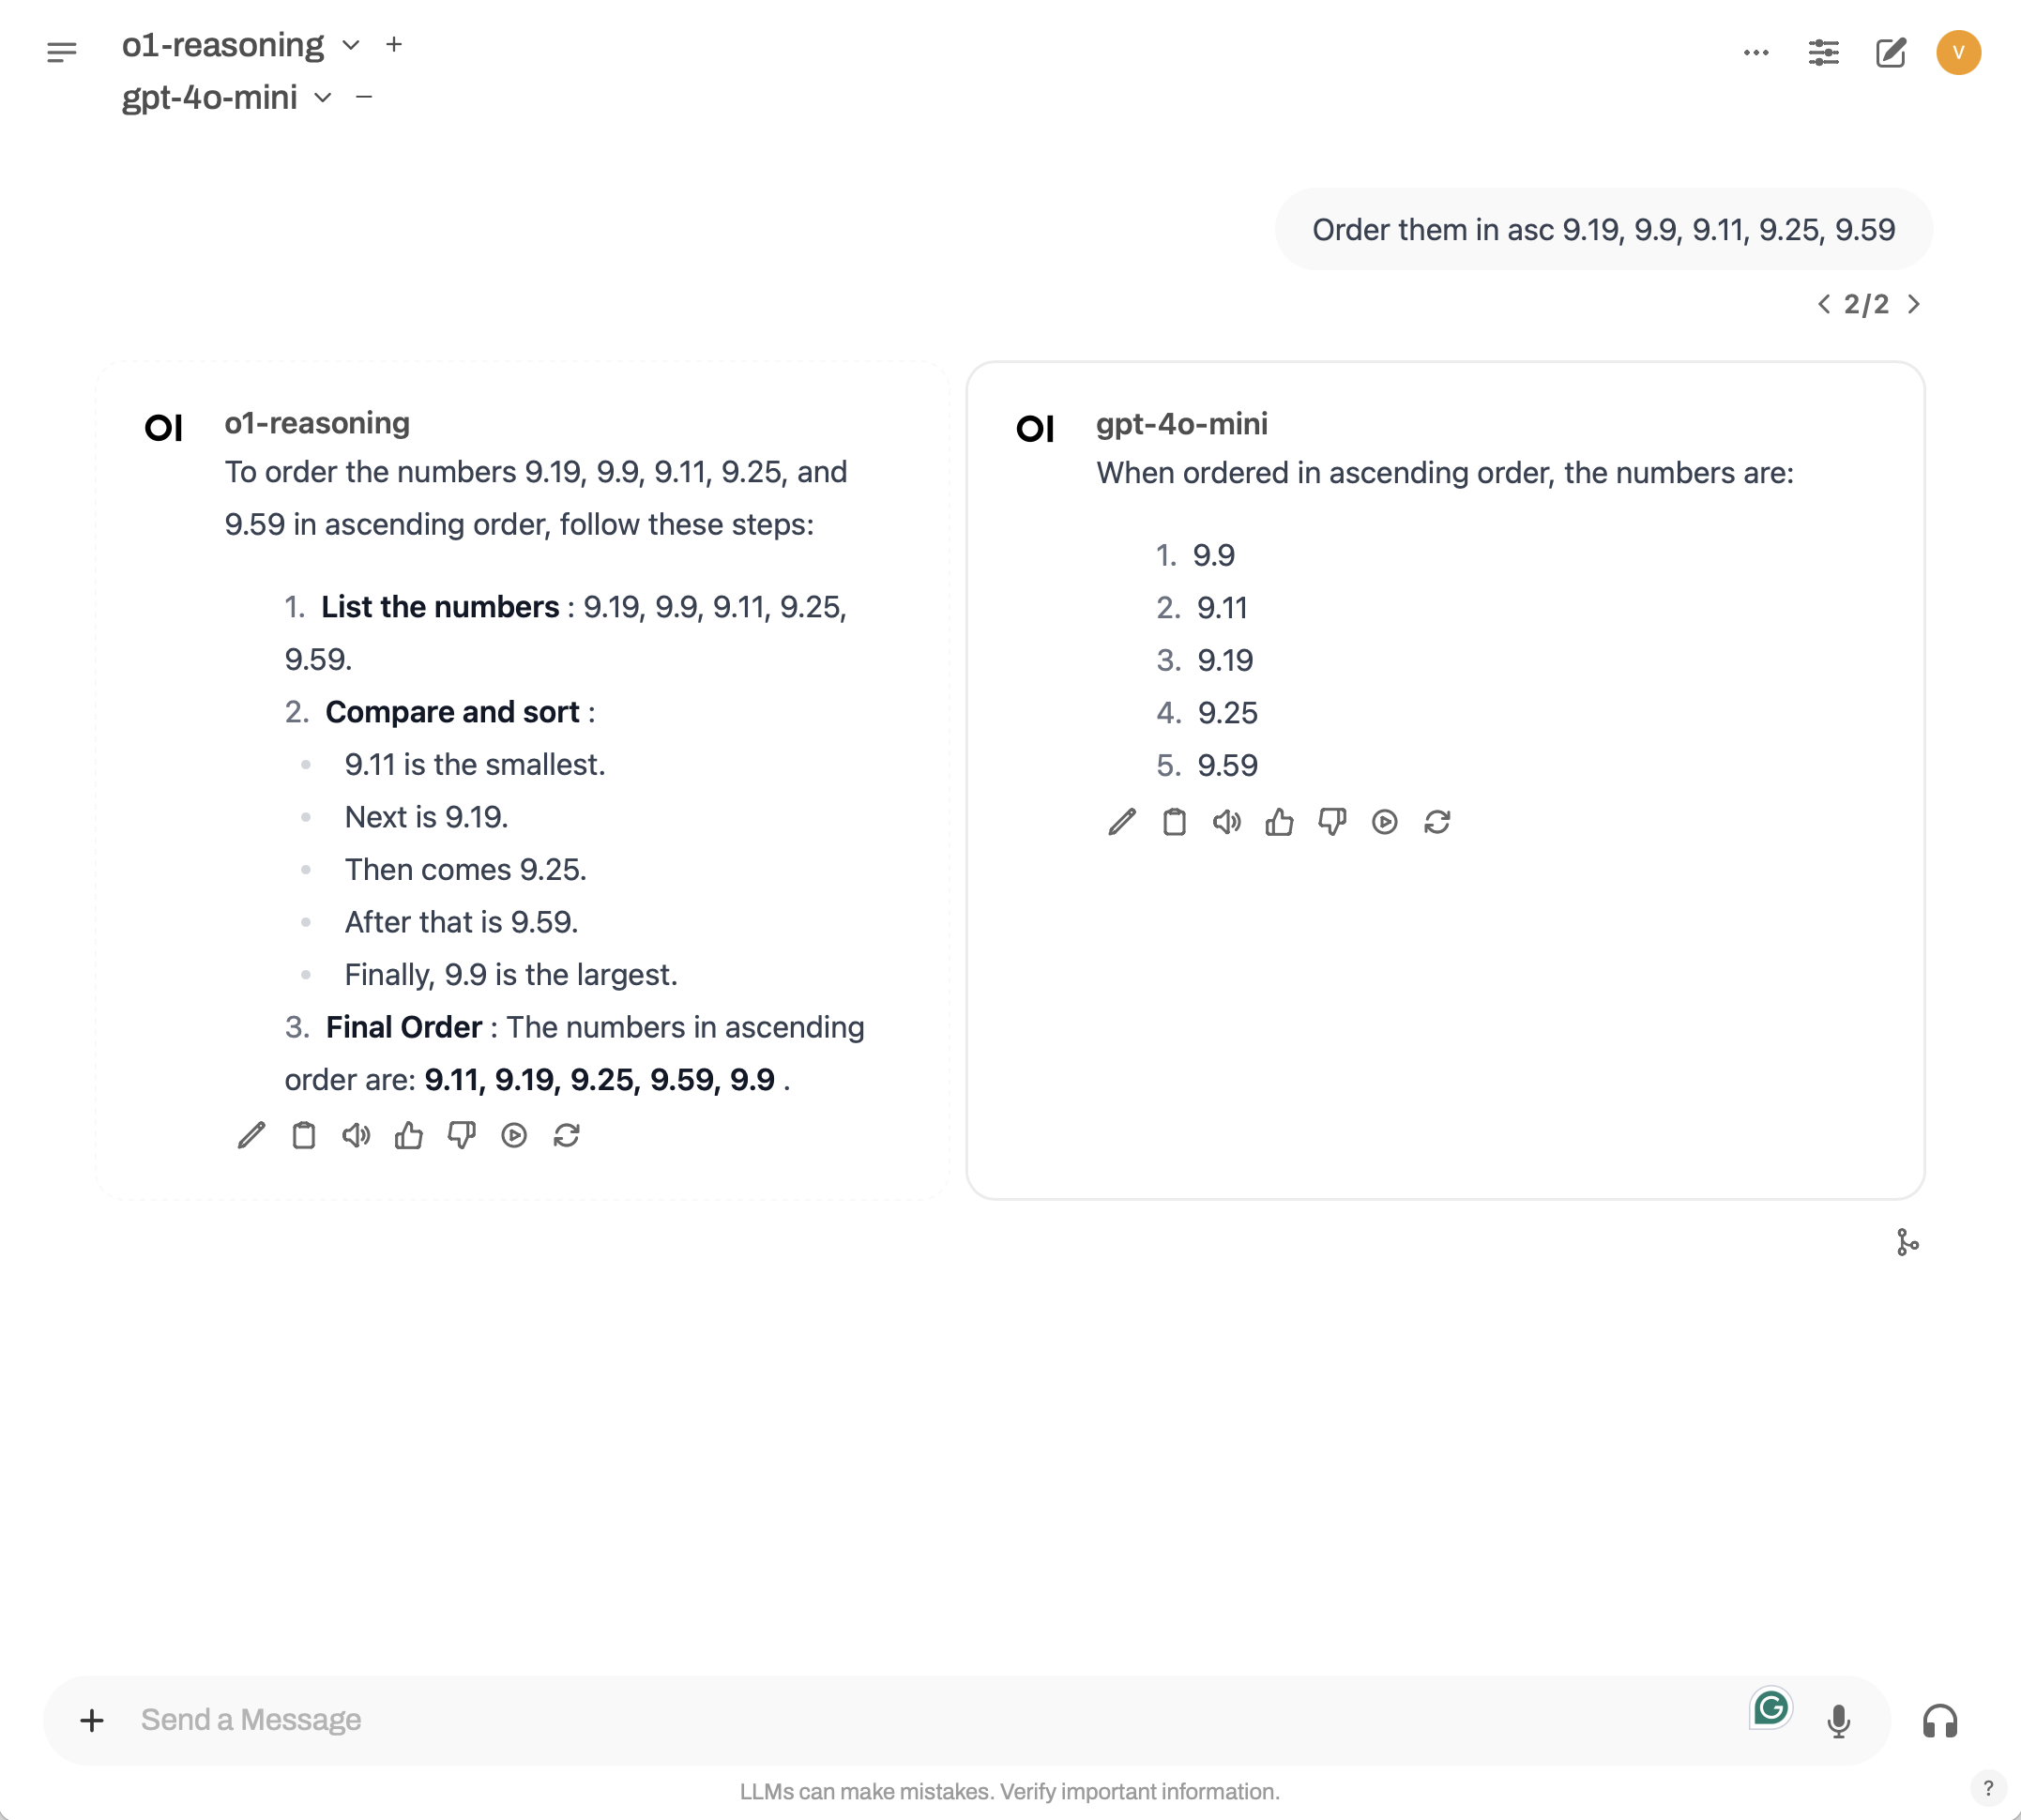 o1-reasoning
gpt-4o-mini
V
Order them in asc 9.19, 9.9, 9.11, 9.25, 9.59
2/2
OI
o1-reasoning
To order the numbers 9.19, 9.9, 9.11, 9.25, and
9.59 in ascending order, follow these steps:
1. List the numbers : 9.19, 9.9, 9.11, 9.25,
9.59.
2. Compare and sort :
9.11 is the smallest.
Next is 9.19.
Then comes 9.25.
After that is 9.59.
Finally, 9.9 is the largest.
3. Final Order : The numbers in ascending
order are: 9.11, 9.19, 9.25, 9.59, 9.9 .
OI
gpt-4o-mini
When ordered in ascending order, the numbers are:
1. 9.9
2. 9.11
3. 9.19
4. 9.25
5. 9.59
Send a Message
LLMs can make mistakes. Verify important information.
?